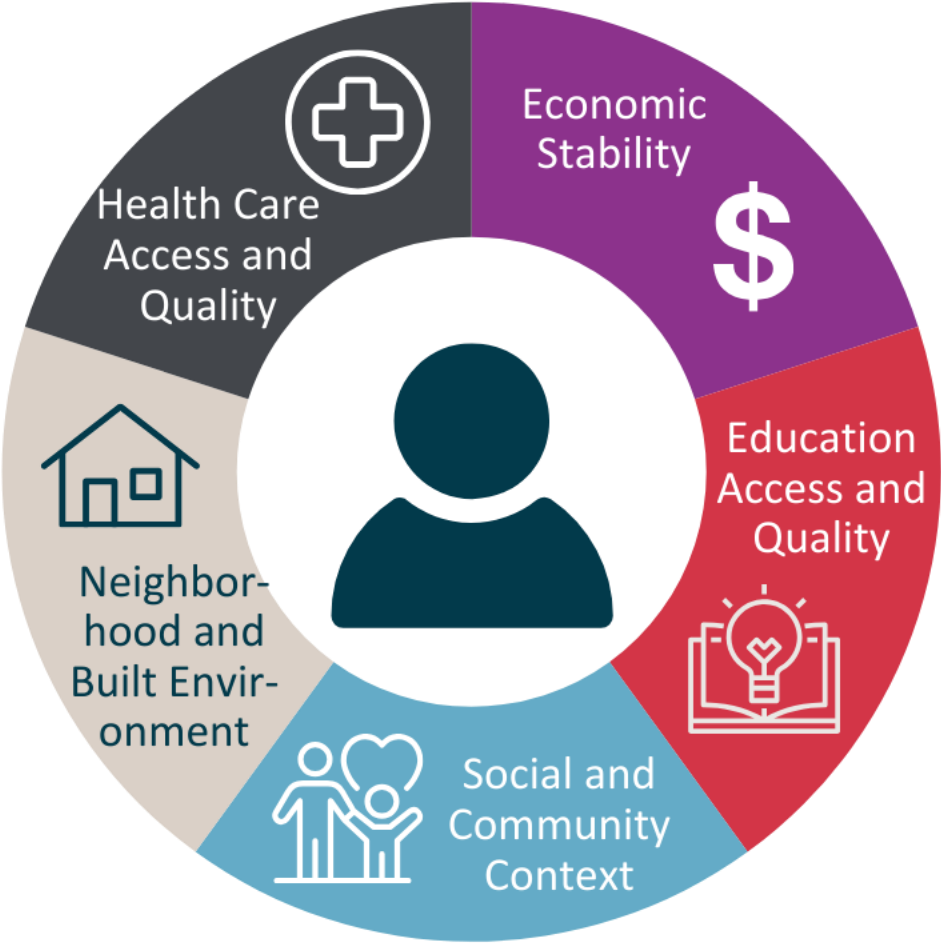 Economic
Stability
$
Education
Access and
Quality
Social and
Community
Context
Neighbor-
hood and
Built Envir-
onment
Health Care
Access and
Quality